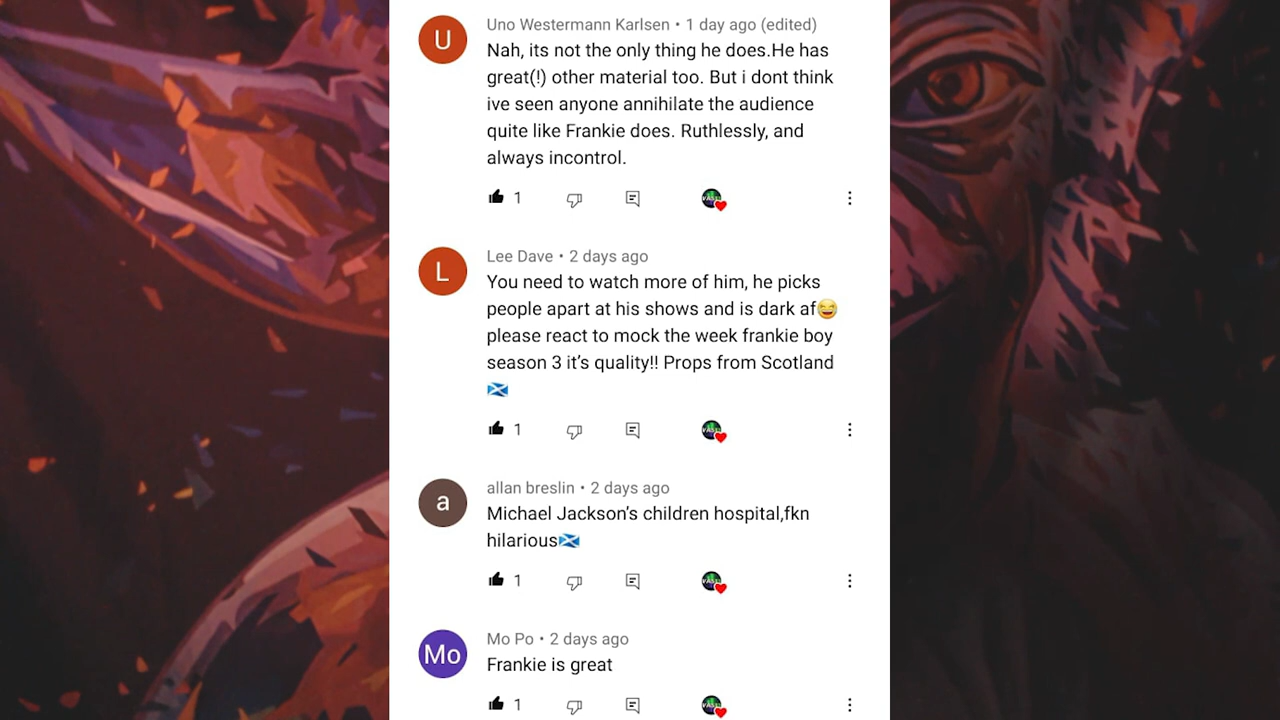 U
Uno Westermann Karlsen • 1 day ago (edited)
Nah, its not the only thing he does.He has
great(!) other material too. But i dont think
ive seen anyone annihilate the audience
quite like Frankie does. Ruthlessly, and
always incontrol.
1
L
Lee Dave • 2 days ago
You need to watch more of him, he picks
people apart at his shows and is dark af😆
please react to mock the week frankie boy
season 3 it’s quality!! Props from Scotland
🏴󠁧󠁢󠁳󠁣󠁴󠁿
1
a
allan breslin • 2 days ago
Michael Jackson’s children hospital,fkn
hilarious🏴󠁧󠁢󠁳󠁣󠁴󠁿
1
Mo
Mo Po • 2 days ago
Frankie is great
1